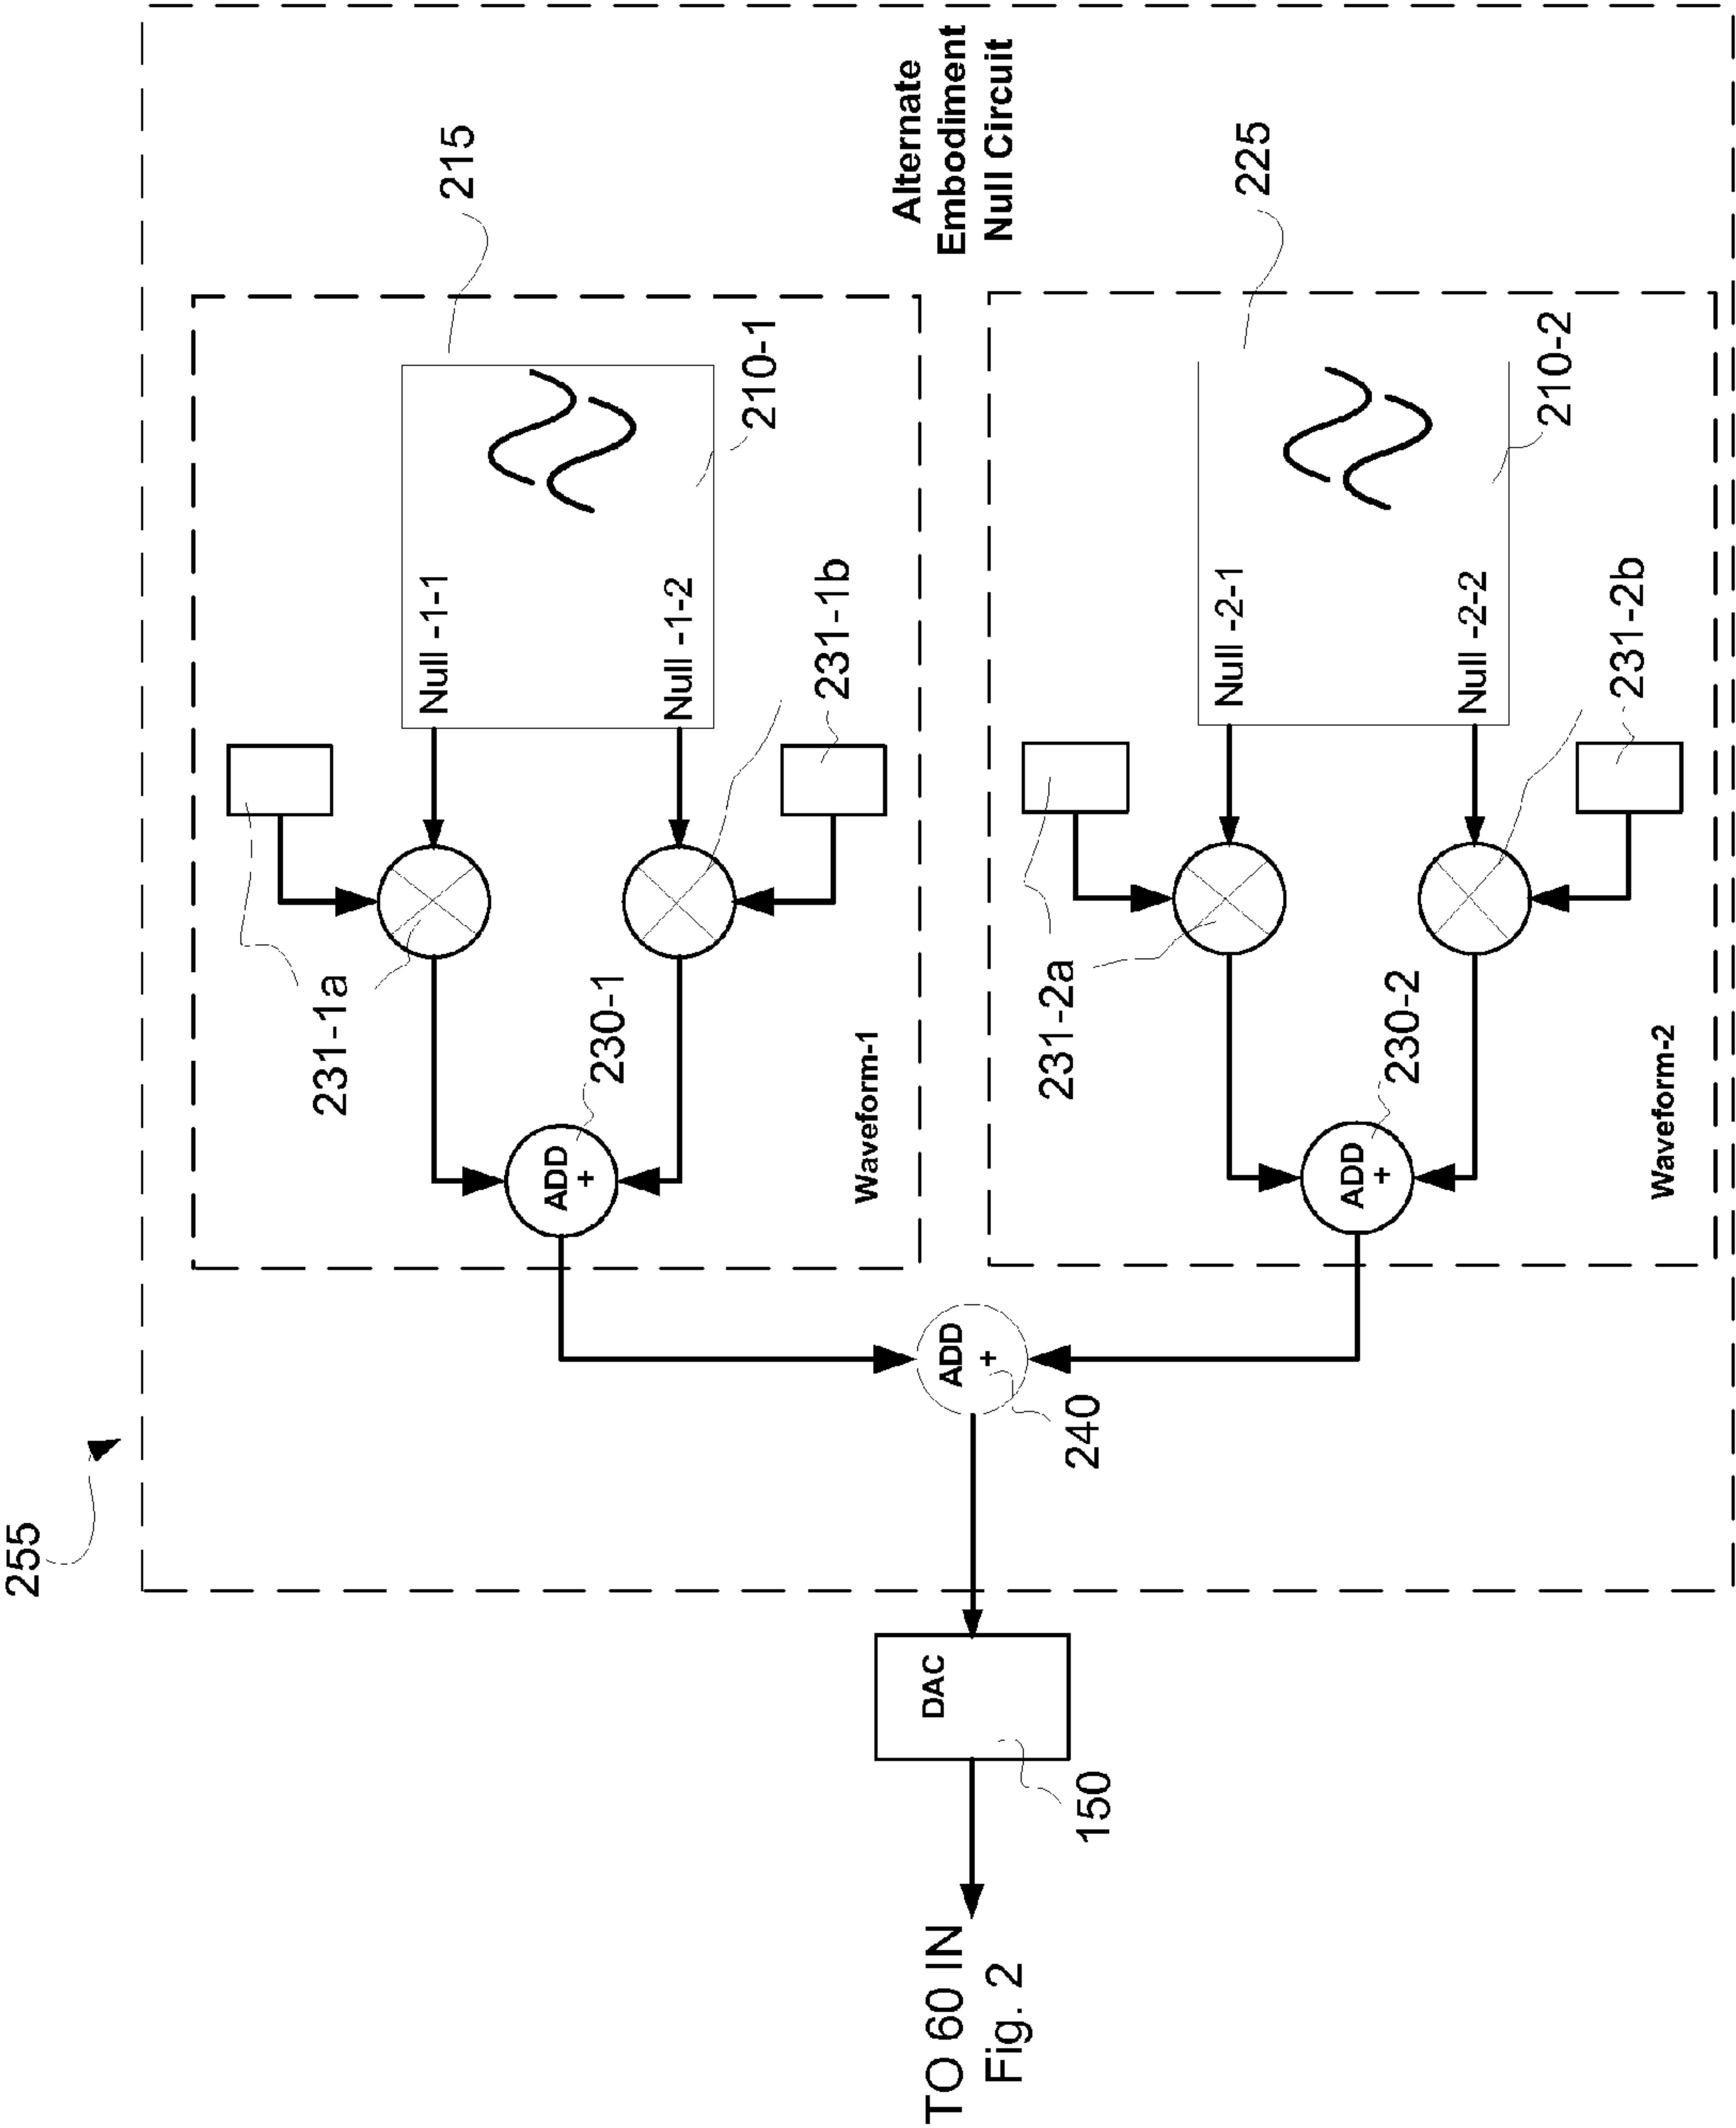 255
215
Null -1-1
Null -1-2
210-1
231-1a
231-1b
ADD
+
230-1
Waveform-1
Alternate
Embodiment
Null Circuit
225
Null -2-1
Null -2-2
210-2
231-2a
231-2b
ADD
+
230-2
Waveform-2
ADD
+
240
DAC
150
TO 60 IN
Fig. 2